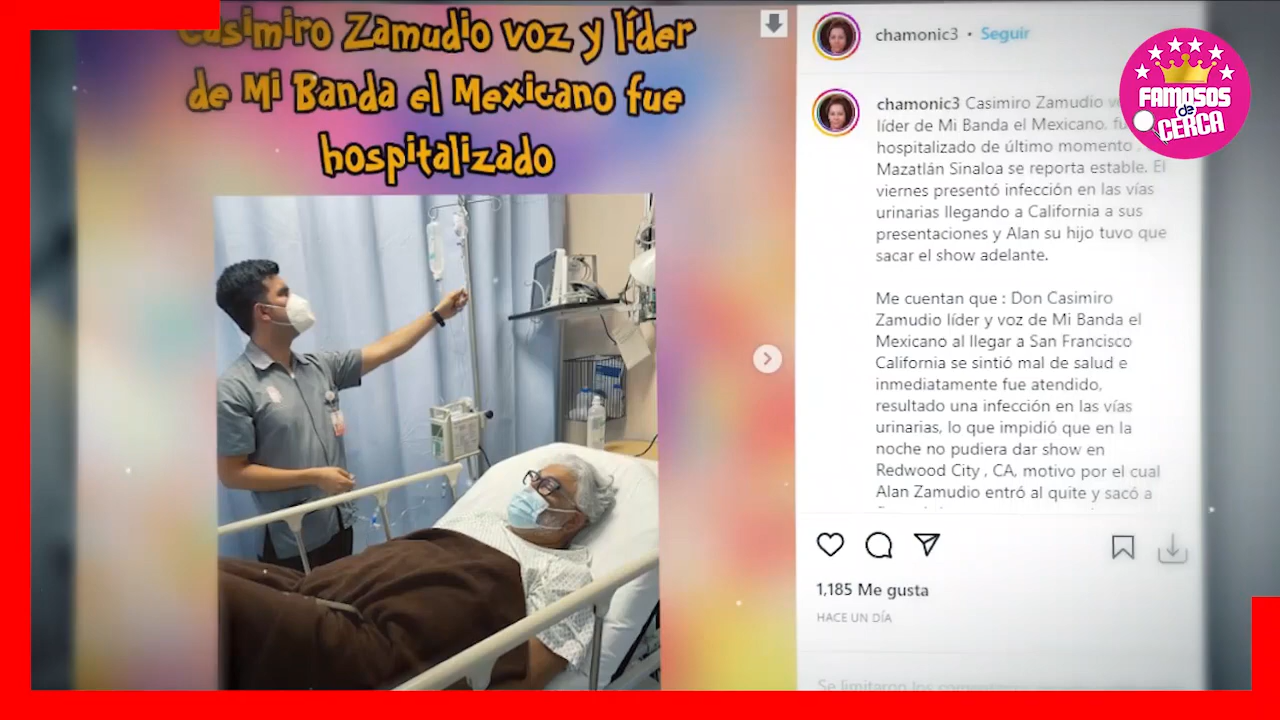 Casimiro Zamudio voz y líder
de Mi Banda el Mexicano fue
hospitalizado
chamonic3 • Seguir
FAMOSOS
de
CERCA
chamonic3 Casimiro Zamudio
líder de Mi Banda el Mexicano, fu
hospitalizado de último momento
Mazatlán Sinaloa se reporta estable. El
viernes presentó infección en las vías
urinarias llegando a California a sus
presentaciones y Alan su hijo tuvo que
sacar el show adelante.
Me cuentan que : Don Casimiro
Zamudio líder y voz de Mi Banda el
Mexicano al llegar a San Francisco
California se sintió mal de salud e
inmediatamente fue atendido,
resultado una infección en las vías
urinarias, lo que impidió que en la
noche no pudiera dar show en
Redwood City , CA, motivo por el cual
Alan Zamudio entró al quite y sacó a
1,185 Me gusta
HACE UN DÍA
Se limitaron los